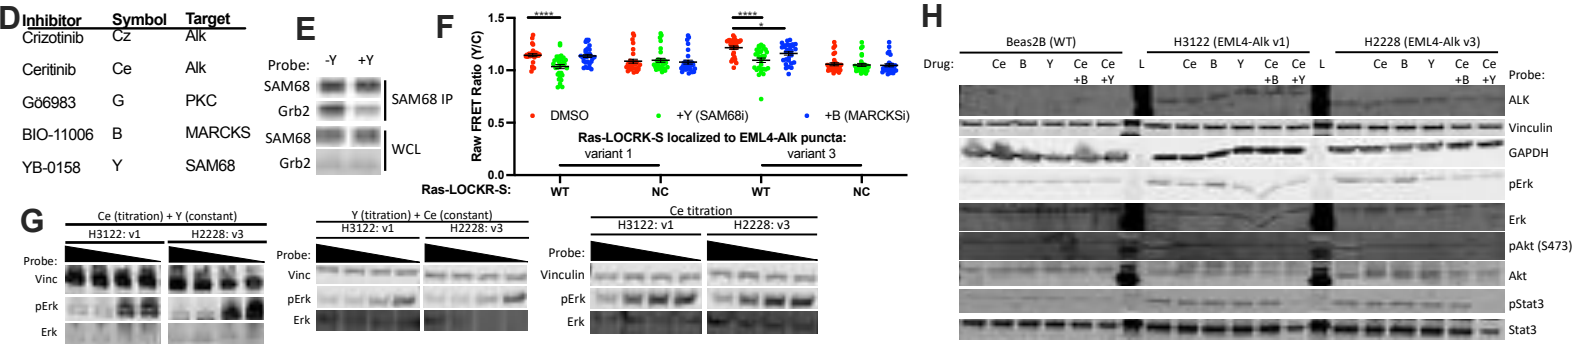 D
Inhibitor Symbol Target
Crizotinib Cz Alk
Ceritinib Ce Alk
Gö6983 G PKC
BIO-11006 B MARCKS
YB-0158 Y SAM68
E
Probe: -Y +Y
SAM68
Grb2
SAM68 IP
SAM68
Grb2
WCL
F
Raw FRET Ratio (Y/C)
1.5
1.0
0.5
0.0
****
****
*
DMSO +Y (SAM68i) +B (MARCKSi)
Ras-LOCRK-S localized to EML4-Alk puncta:
variant 1 variant 3
Ras-LOCKR-S: WT NC WT NC
G
Ce (titration) + Y (constant)
H3122: v1 H2228: v3
Probe:
Vinc
pErk
Erk
Y (titration) + Ce (constant)
H3122: v1 H2228: v3
Probe:
Vinc
pErk
Erk
Ce titration
H3122: v1 H2228: v3
Probe:
Vinculin
pErk
Erk
H
Beas2B (WT) H3122 (EML4-Alk v1) H2228 (EML4-Alk v3)
Drug: Ce B Y Ce Ce L Ce B Y Ce Ce L Ce B Y Ce Ce
+B +Y +B +Y +B +Y
Probe:
ALK
Vinculin
GAPDH
pErk
Erk
pAkt (S473)
Akt
pStat3
Stat3